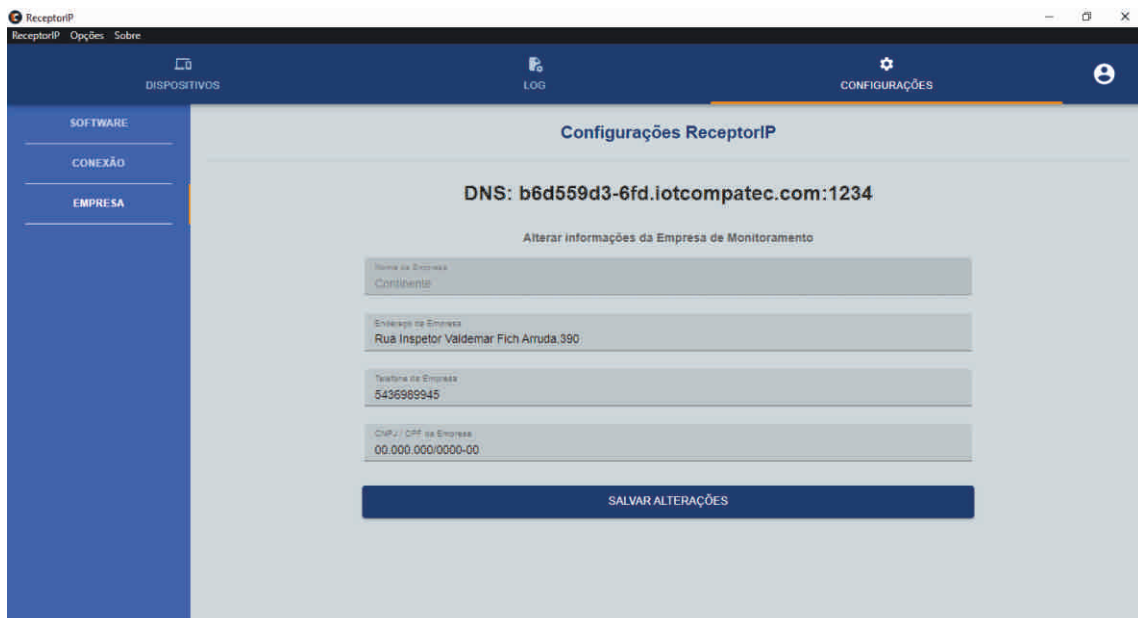 ReceptorIP
ReceptorIP Opções Sobre
DISPOSITIVOS
LOG
CONFIGURAÇÕES
SOFTWARE
CONEXÃO
EMPRESA
Configurações ReceptorIP
DNS: b6d559d3-6fd.iotcompatec.com:1234
Alterar informações da Empresa de Monitoramento
Nome da Empresa
Continente
Endereço da Empresa
Rua Inspetor Valdemar Fich Arruda,390
Telefone da Empresa
5436989945
CNPJ / CPF da Empresa
00.000.000/0000-00
SALVAR ALTERAÇÕES